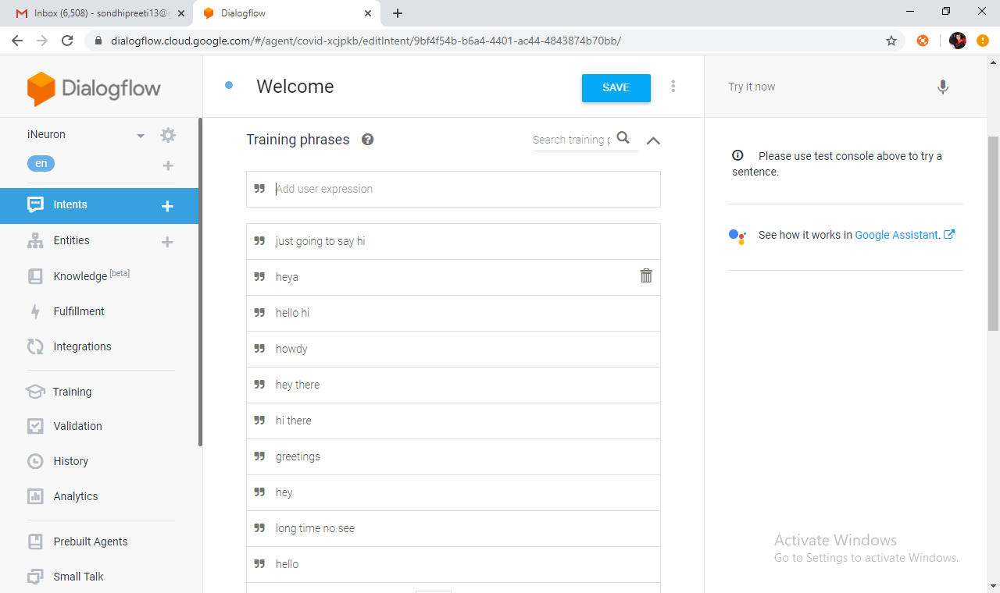 Inbox (6,508) - sondhipreeti13@g
Dialogflow
dialogflow.cloud.google.com/#/agent/covid-xcjpkb/editIntent/9bf4f54b-b6a4-4401-ac44-4843874b70bb/
Dialogflow
Welcome
SAVE
Try it now
iNeuron
en
Intents
Entities
Knowledge [beta]
Fulfillment
Integrations
Training
Validation
History
Analytics
Prebuilt Agents
Small Talk
Training phrases
Search training p
Add user expression
just going to say hi
heya
hello hi
howdy
hey there
hi there
greetings
hey
long time no see
hello
Please use test console above to try a
sentence.
See how it works in Google Assistant.
Activate Windows
Go to Settings to activate Windows.